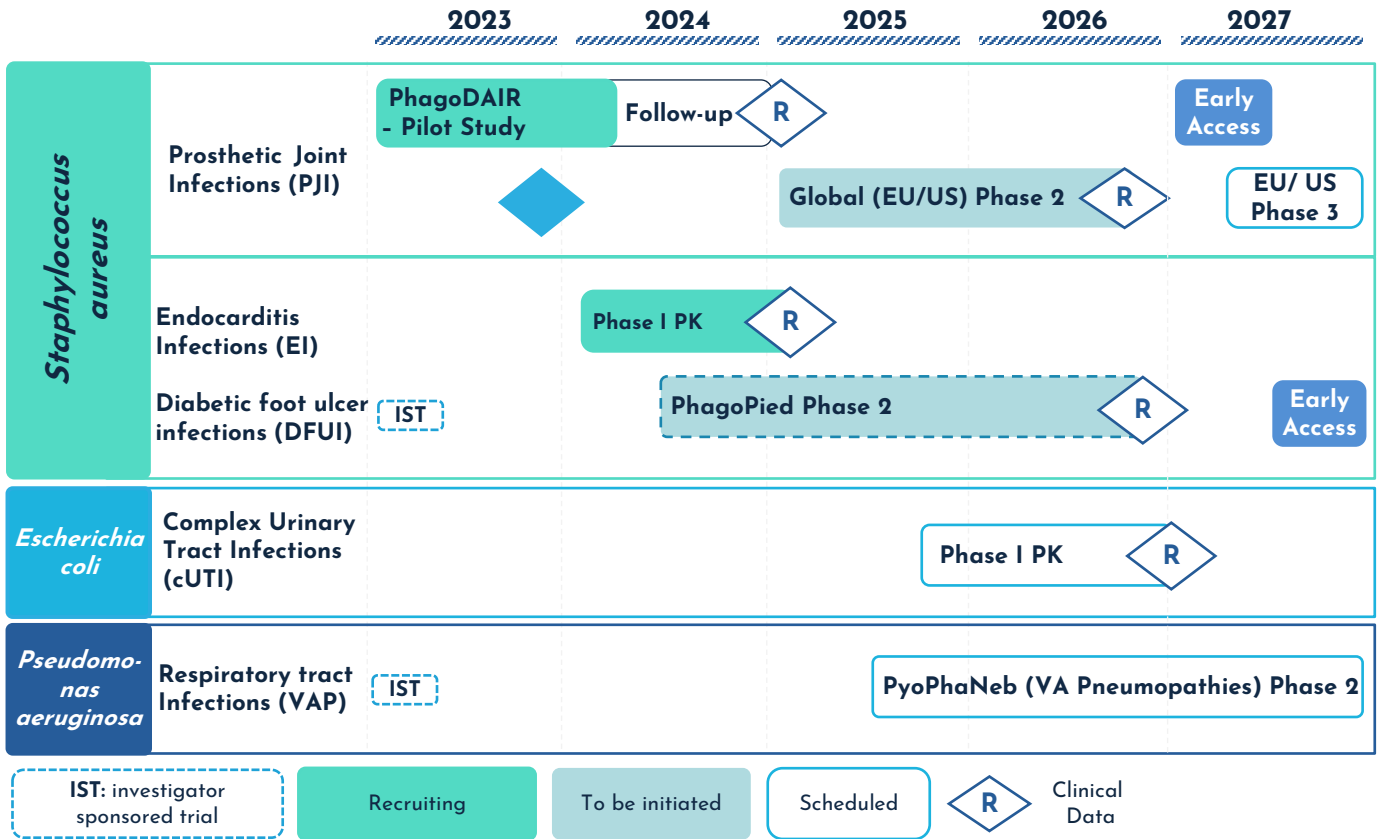 2023 2024 2025 2026 2027
Staphylococcus
aureus
Prosthetic Joint
Infections (PJI)
PhagoDAIR
- Pilot Study
Follow-up
R
Early
Access
Global (EU/US) Phase 2
R
EU/ US
Phase 3
Endocarditis
Infections (EI)
Phase I PK
R
Diabetic foot ulcer
infections (DFUI)
IST
PhagoPied Phase 2
R
Early
Access
Escherichia
coli
Complex Urinary
Tract Infections
(cUTI)
Phase I PK
R
Pseudomo-
nas
aeruginosa
Respiratory tract
Infections (VAP)
IST
PyoPhaNeb (VA Pneumopathies) Phase 2
IST: investigator
sponsored trial
Recruiting
To be initiated
Scheduled
R
Clinical
Data